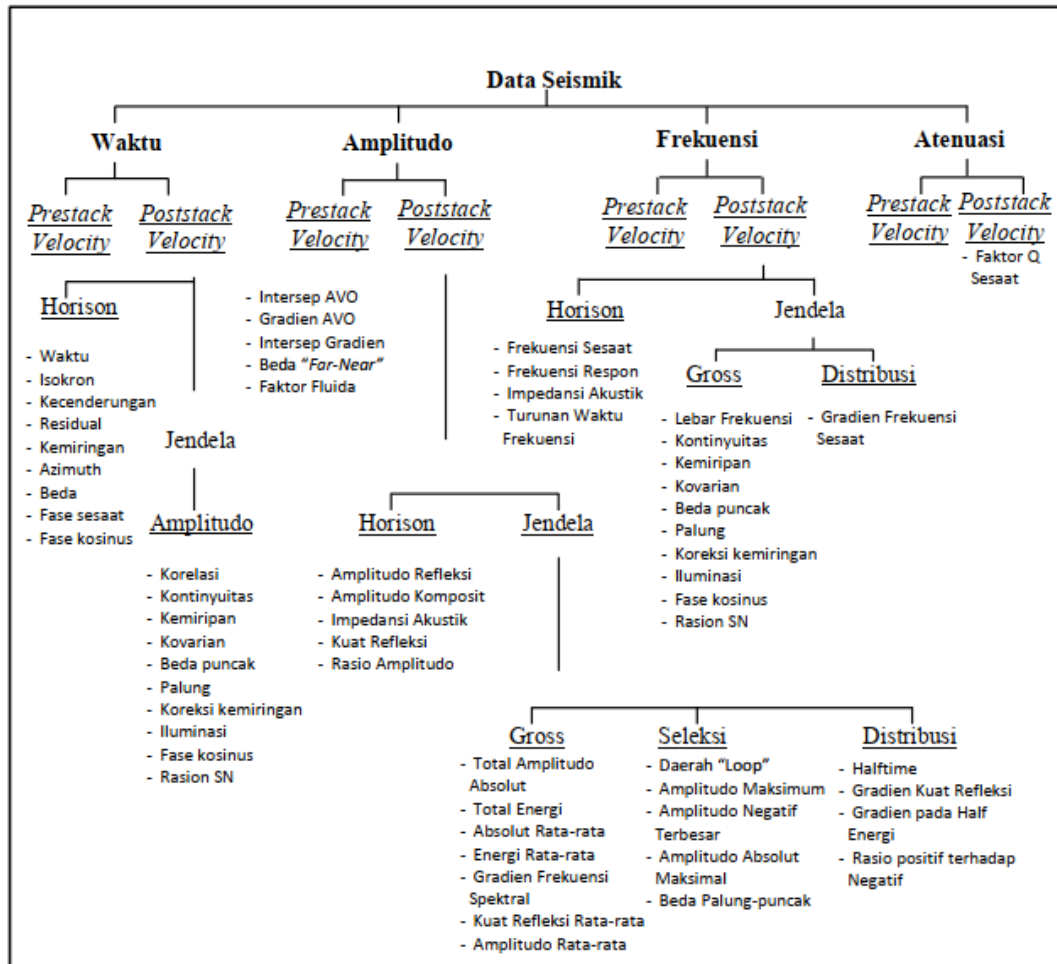 Data Seismik
Waktu
Amplitudo
Frekuensi
Atenuasi
Prestack
Velocity
Poststack
Velocity
Prestack
Velocity
Poststack
Velocity
Prestack
Velocity
Poststack
Velocity
Prestack
Velocity
Poststack
Velocity
- Faktor Q
Sesaat
Horison
- Waktu
- Isokron
- Kecenderungan
- Residual
- Kemiringan
- Azimuth
- Beda
- Fase sesaat
- Fase kosinus
Jendela
Amplitudo
- Korelasi
- Kontinyuitas
- Kemiripan
- Kovarian
- Beda puncak
- Palung
- Koreksi kemiringan
- Iluminasi
- Fase kosinus
- Rasion SN
- Intersep AVO
- Gradien AVO
- Intersep Gradien
- Beda "Far-Near"
- Faktor Fluida
Horison
- Amplitudo Refleksi
- Amplitudo Komposit
- Impedansi Akustik
- Kuat Refleksi
- Rasio Amplitudo
Jendela
Gross
- Total Amplitudo
Absolut
- Total Energi
- Absolut Rata-rata
- Energi Rata-rata
- Gradien Frekuensi
Spektral
- Kuat Refleksi Rata-rata
- Amplitudo Rata-rata
Seleksi
- Daerah "Loop"
- Amplitudo Maksimum
- Amplitudo Negatif
Terbesar
- Amplitudo Absolut
Maksimal
- Beda Palung-puncak
Distribusi
- Halftime
- Gradien Kuat Refleksi
- Gradien pada Half
Energi
- Rasio positif terhadap
Negatif
Horison
- Frekuensi Sesaat
- Frekuensi Respon
- Impedansi Akustik
- Turunan Waktu
Frekuensi
Jendela
Gross
- Lebar Frekuensi
- Kontinyuitas
- Kemiripan
- Kovarian
- Beda puncak
- Palung
- Koreksi kemiringan
- Iluminasi
- Fase kosinus
- Rasion SN
Distribusi
- Gradien Frekuensi
Sesaat